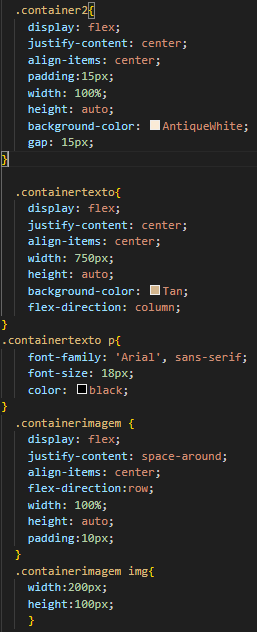 .container2{
display: flex;
justify-content: center;
align-items: center;
padding:15px;
width: 100%;
height: auto;
background-color: AntiqueWhite;
gap: 15px;
}
.containertexto{
display: flex;
justify-content: center;
align-items: center;
width: 750px;
height: auto;
background-color: Tan;
flex-direction: column;
}
.containertexto p{
font-family: 'Arial', sans-serif;
font-size: 18px;
color: black;
}
.containerimagem {
display: flex;
justify-content: space-around;
align-items: center;
flex-direction:row;
width: 100%;
height: auto;
padding:10px;
}
.containerimagem img{
width:200px;
height:100px;
}